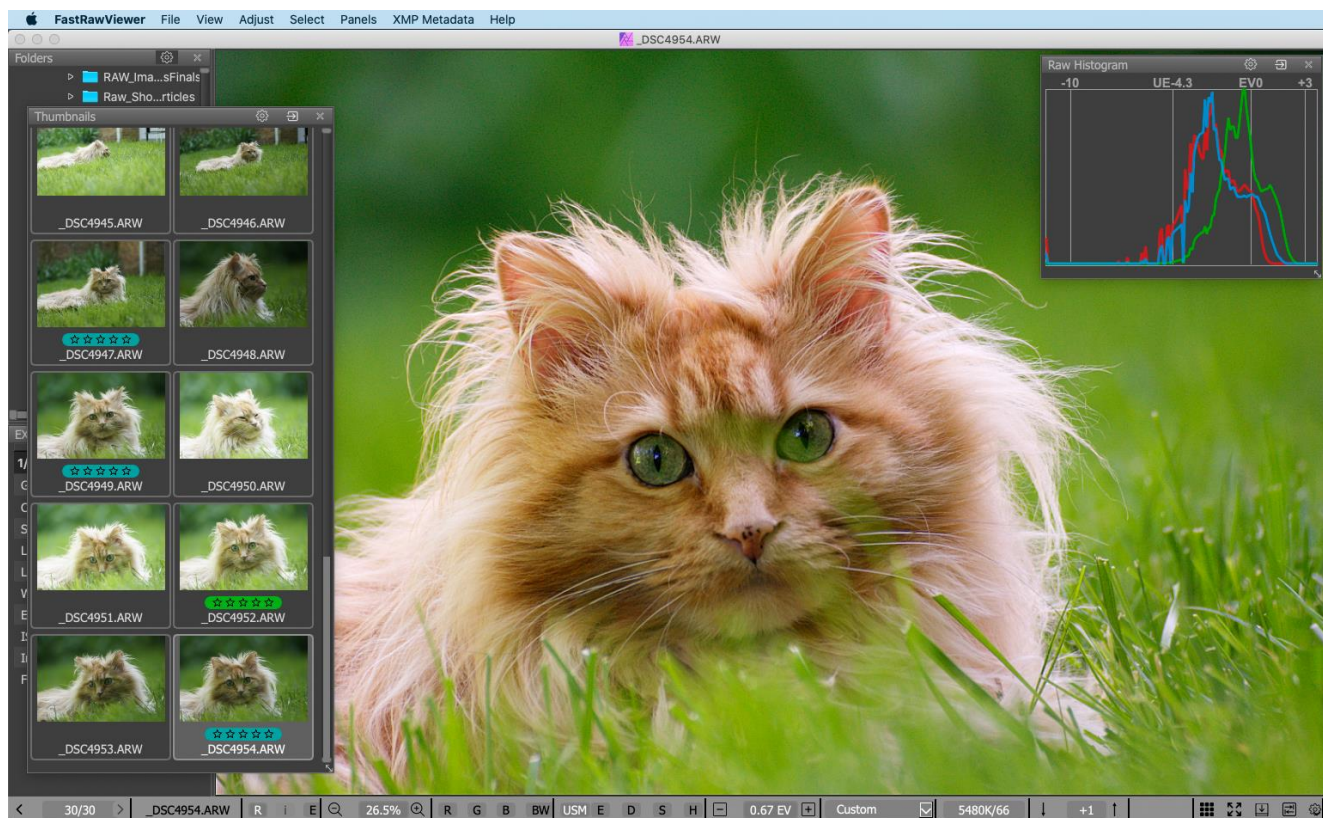 FastRawViewer File View Adjust Select Panels XMP Metadata Help
_DSC4954.ARW
Folders
RAW_Ima...sFinals
Raw_Sho...rticles
Thumbnails
_DSC4945.ARW _DSC4946.ARW
_DSC4947.ARW _DSC4948.ARW
_DSC4949.ARW _DSC4950.ARW
_DSC4951.ARW _DSC4952.ARW
_DSC4953.ARW _DSC4954.ARW
EX
1/
G
C
S
L
L
W
E
IS
F
Raw Histogram
-10 UE-4.3 EV0 +3
30/30 _DSC4954.ARW R i E 26.5% R G B BW USM E D S H 0.67 EV Custom 5480K/66 +1